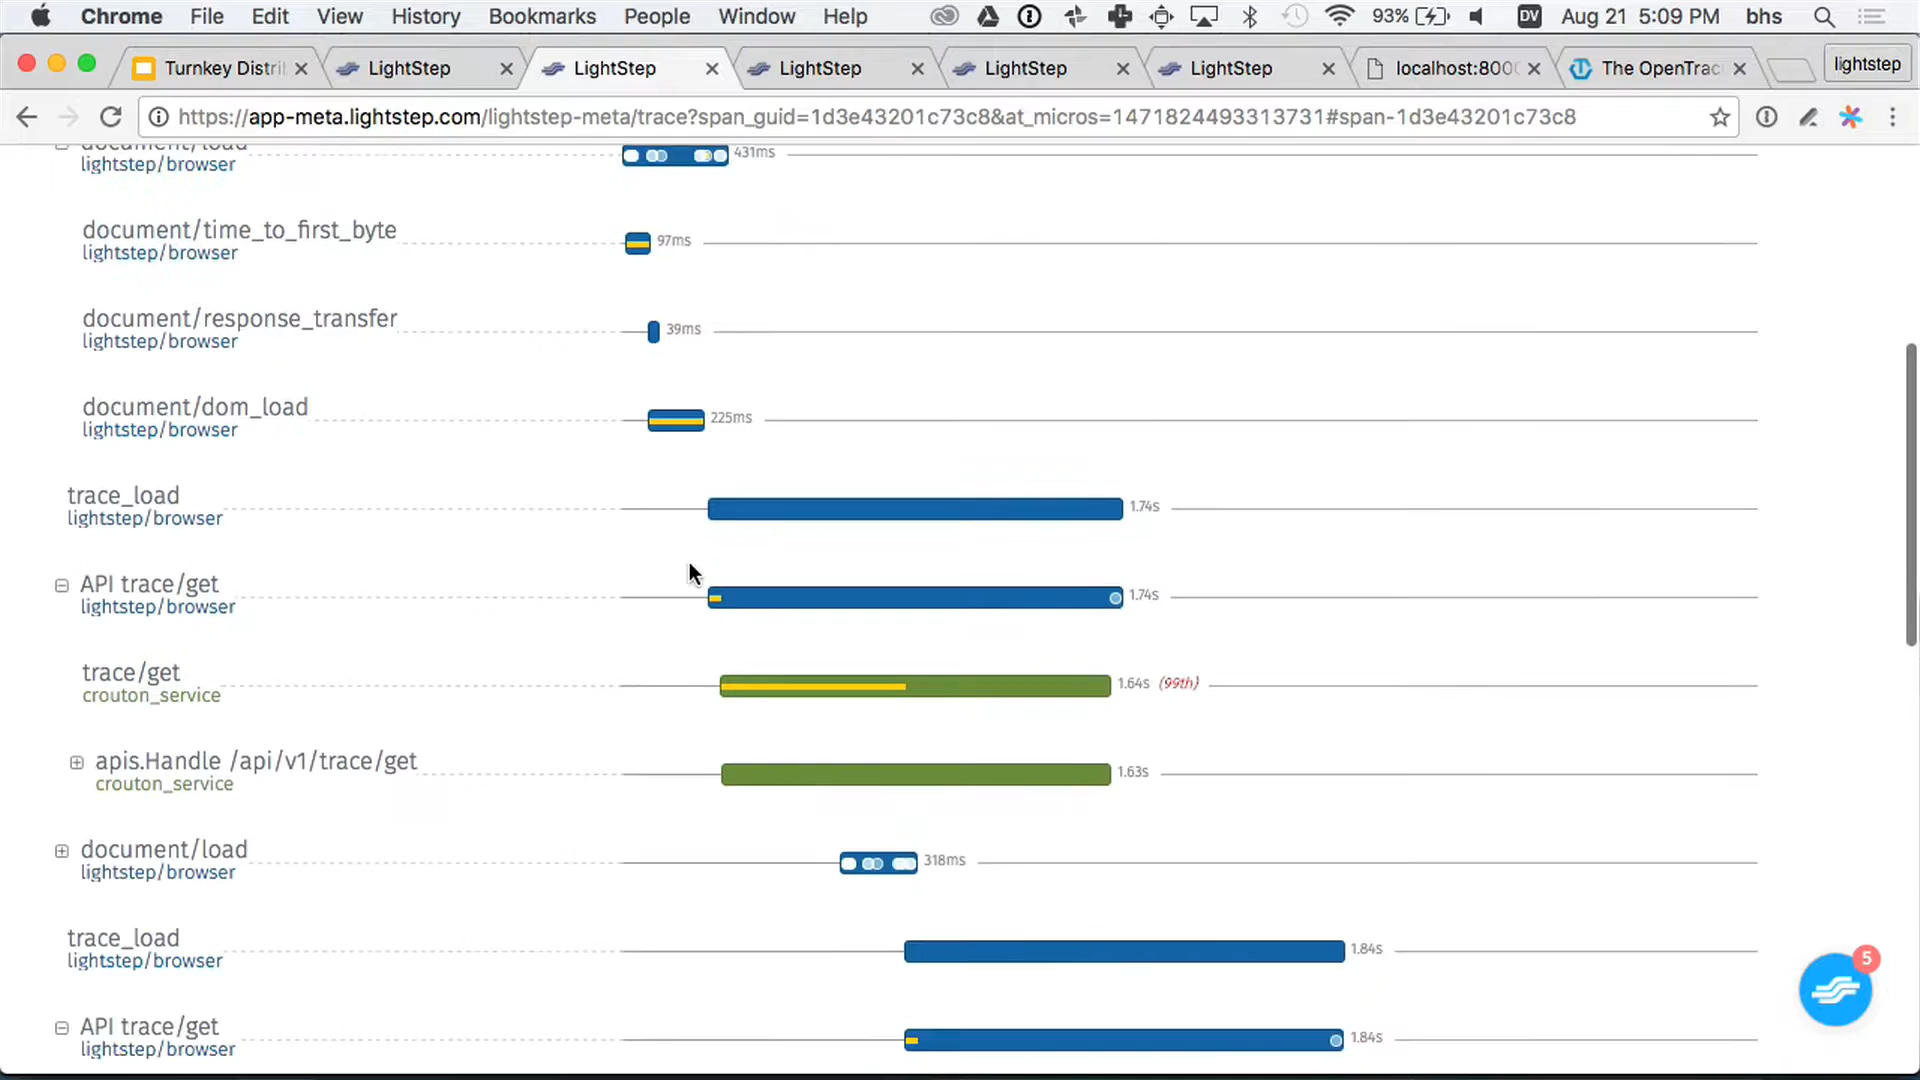 Chrome File Edit View History Bookmarks People Window Help 93% DV Aug 21 5:09 PM bhs
Turnkey Distri LightStep LightStep LightStep LightStep LightStep localhost:800 The OpenTrac lightstep
https://app-meta.lightstep.com/lightstep-meta/trace?span_guid=1d3e43201c73c8&at_micros=1471824493313731#span-1d3e43201c73c8
document/load 431ms
lightstep/browser
document/time_to_first_byte 97ms
lightstep/browser
document/response_transfer 39ms
lightstep/browser
document/dom_load 225ms
lightstep/browser
trace_load 1.74s
lightstep/browser
API trace/get 1.74s
lightstep/browser
trace/get 1.64s (99th)
crouton_service
apis.Handle /api/v1/trace/get 1.63s
crouton_service
document/load 318ms
lightstep/browser
trace_load 1.84s
lightstep/browser
5
API trace/get 1.84s
lightstep/browser